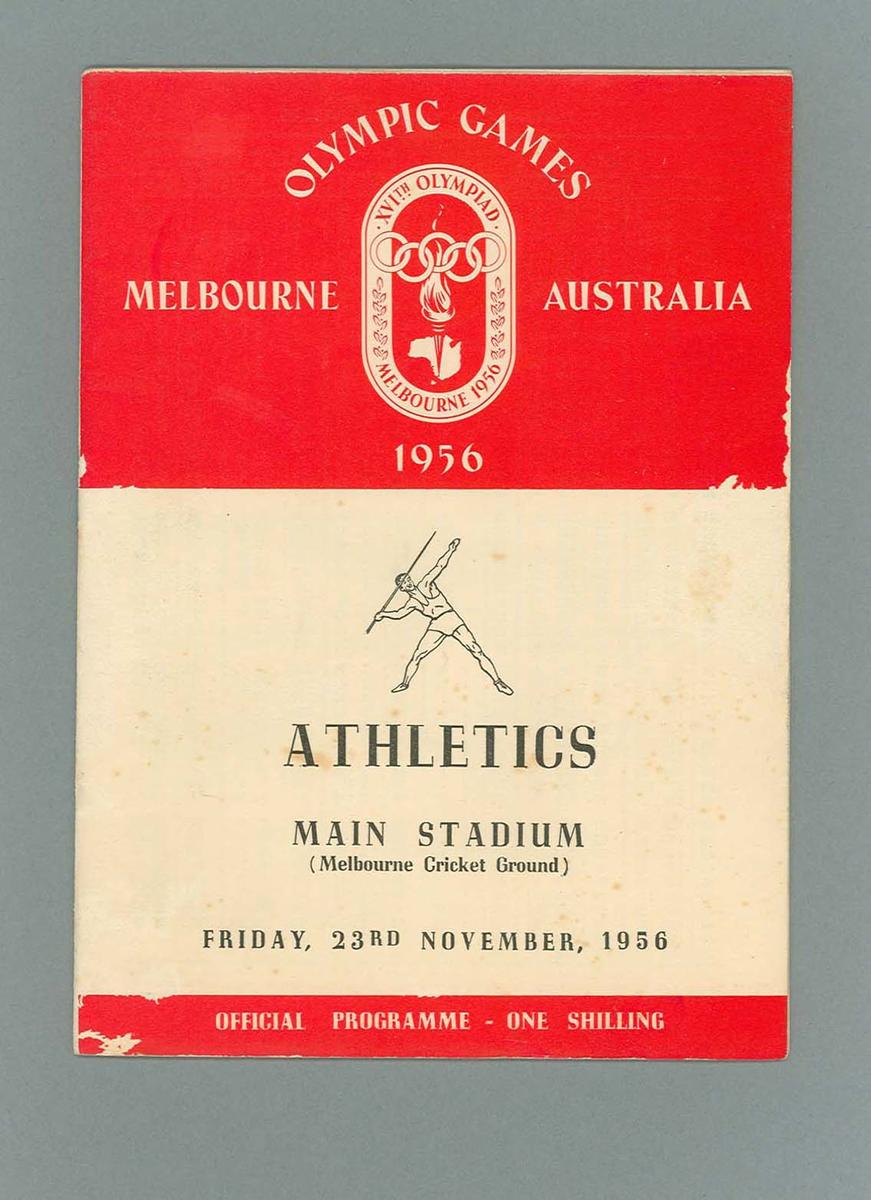 OLYMPIC GAMES
XVITH OLYMPIAD
MELBOURNE AUSTRALIA
MELBOURNE 1956
1956
ATHLETICS
MAIN STADIUM
(Melbourne Cricket Ground)
FRIDAY, 23RD NOVEMBER, 1956
OFFICIAL PROGRAMME - ONE SHILLING